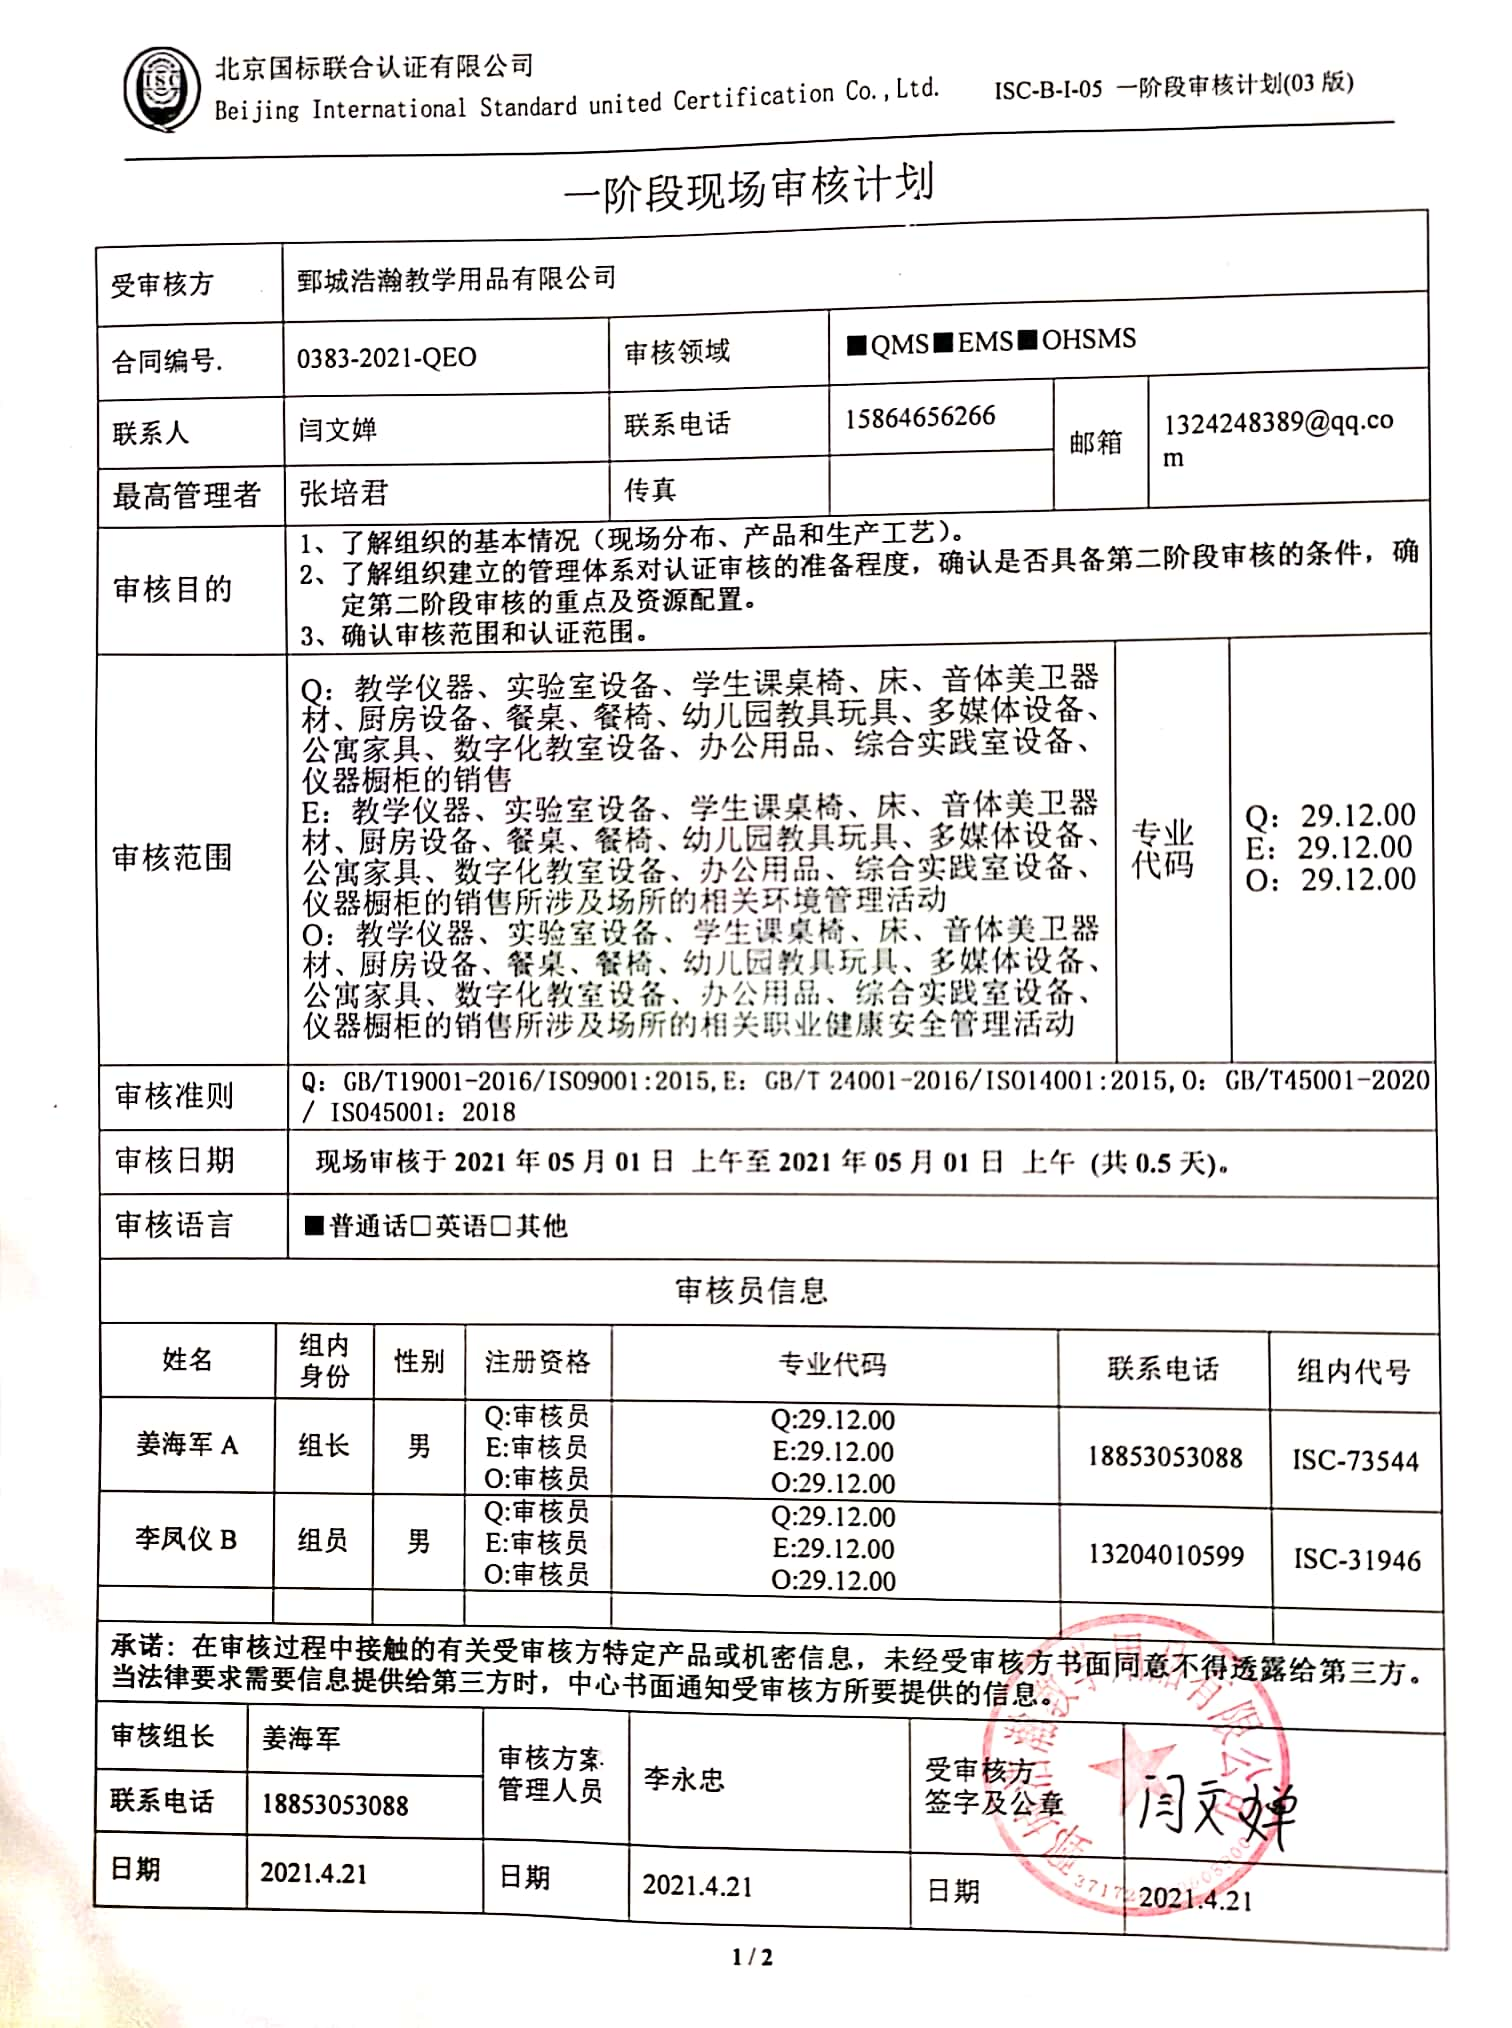 北京国标联合认证有限公司
Beijing International Standard united Certification Co.,Ltd. ISC-B-I-05 一阶段审核计划(03版)
一阶段现场审核计划
受审核方 鄄城浩瀚教学用品有限公司
合同编号. 0383-2021-QEO 审核领域 ■QMS■EMS■OHSMS
联系人 闫文婵 联系电话 15864656266 邮箱 1324248389@qq.co
m
最高管理者 张培君 传真
审核目的
1、了解组织的基本情况（现场分布、产品和生产工艺）。
2、了解组织建立的管理体系对认证审核的准备程度，确认是否具备第二阶段审核的条件，确
定第二阶段审核的重点及资源配置。
3、确认审核范围和认证范围。
审核范围
Q：教学仪器、实验室设备、学生课桌椅、床、音体美卫器
材、厨房设备、餐桌、餐椅、幼儿园教具玩具、多媒体设备、
公寓家具、数字化教室设备、办公用品、综合实践室设备、
仪器橱柜的销售
E：教学仪器、实验室设备、学生课桌椅、床、音体美卫器
材、厨房设备、餐桌、餐椅、幼儿园教具玩具、多媒体设备、
公寓家具、数字化教室设备、办公用品、综合实践室设备、
仪器橱柜的销售所涉及场所的相关环境管理活动
O：教学仪器、实验室设备、学生课桌椅、床、音体美卫器
材、厨房设备、餐桌、餐椅、幼儿园教具玩具、多媒体设备、
公寓家具、数字化教室设备、办公用品、综合实践室设备、
仪器橱柜的销售所涉及场所的相关职业健康安全管理活动
专业
代码
Q：29.12.00
E：29.12.00
O：29.12.00
审核准则
Q：GB/T19001-2016/ISO9001:2015,E：GB/T 24001-2016/ISO14001:2015,O：GB/T45001-2020
/ ISO45001：2018
审核日期 现场审核于 2021 年 05 月 01 日 上午至 2021 年 05 月 01 日 上午 (共 0.5 天)。
审核语言 ■普通话□英语□其他
审核员信息
姓名 组内
身份 性别 注册资格 专业代码 联系电话 组内代号
姜海军 A 组长 男
Q:审核员 Q:29.12.00
E:审核员 E:29.12.00
O:审核员 O:29.12.00
18853053088 ISC-73544
李凤仪 B 组员 男
Q:审核员 Q:29.12.00
E:审核员 E:29.12.00
O:审核员 O:29.12.00
13204010599 ISC-31946
承诺：在审核过程中接触的有关受审核方特定产品或机密信息，未经受审核方书面同意不得透露给第三方。
当法律要求需要信息提供给第三方时，中心书面通知受审核方所要提供的信息。
审核组长 姜海军
联系电话 18853053088
审核方案
管理人员
李永忠
受审核方
签字及公章
闫文婵
日期 2021.4.21 日期 2021.4.21 日期 2021.4.21
1 / 2